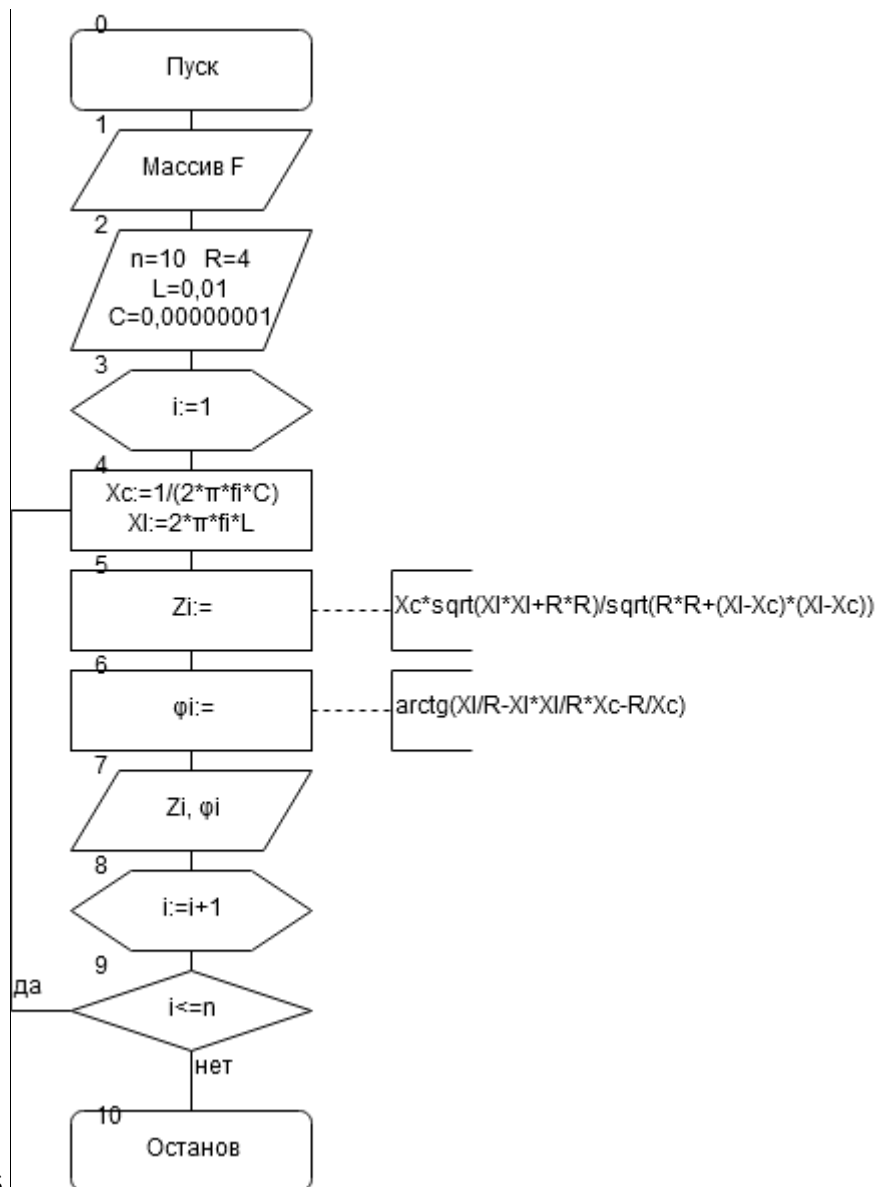 0
Пуск
1
Массив F
2
n=10 R=4
L=0,01
C=0,00000001
3
i:=1
4
Xc:=1/(2*π*fi*C)
Xl:=2*π*fi*L
5
Zi:=
Xc*sqrt(Xl*Xl+R*R)/sqrt(R*R+(Xl-Xc)*(Xl-Xc))
6
φi:=
arctg(Xl/R-Xl*Xl/R*Xc-R/Xc)
7
Zi, φi
8
i:=i+1
9
да
i<=n
нет
10
Останов